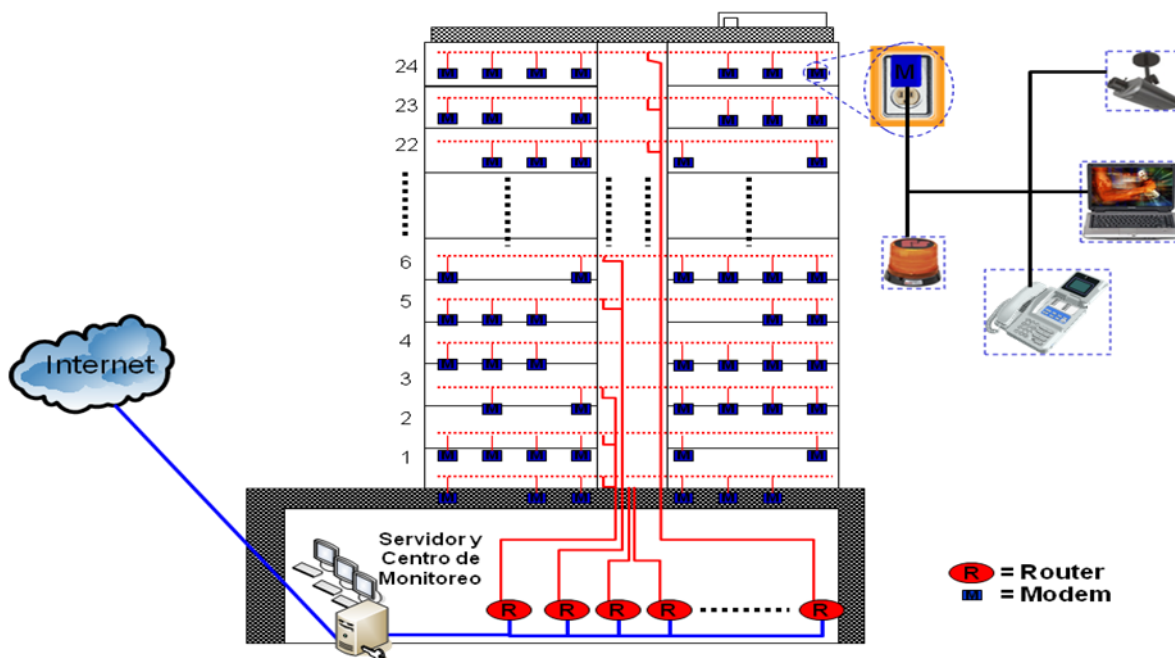 24 M M M M M M M M
23 M M M M M M
22 M M M M M
6 M M M M M M
5 M M M M M
4
M M M M M M M
3
M M M M M M
2
1 M M M M M M
M M M M M M
Internet
Servidor y
Centro de
Monitoreo
R R R R R
R = Router
M = Modem